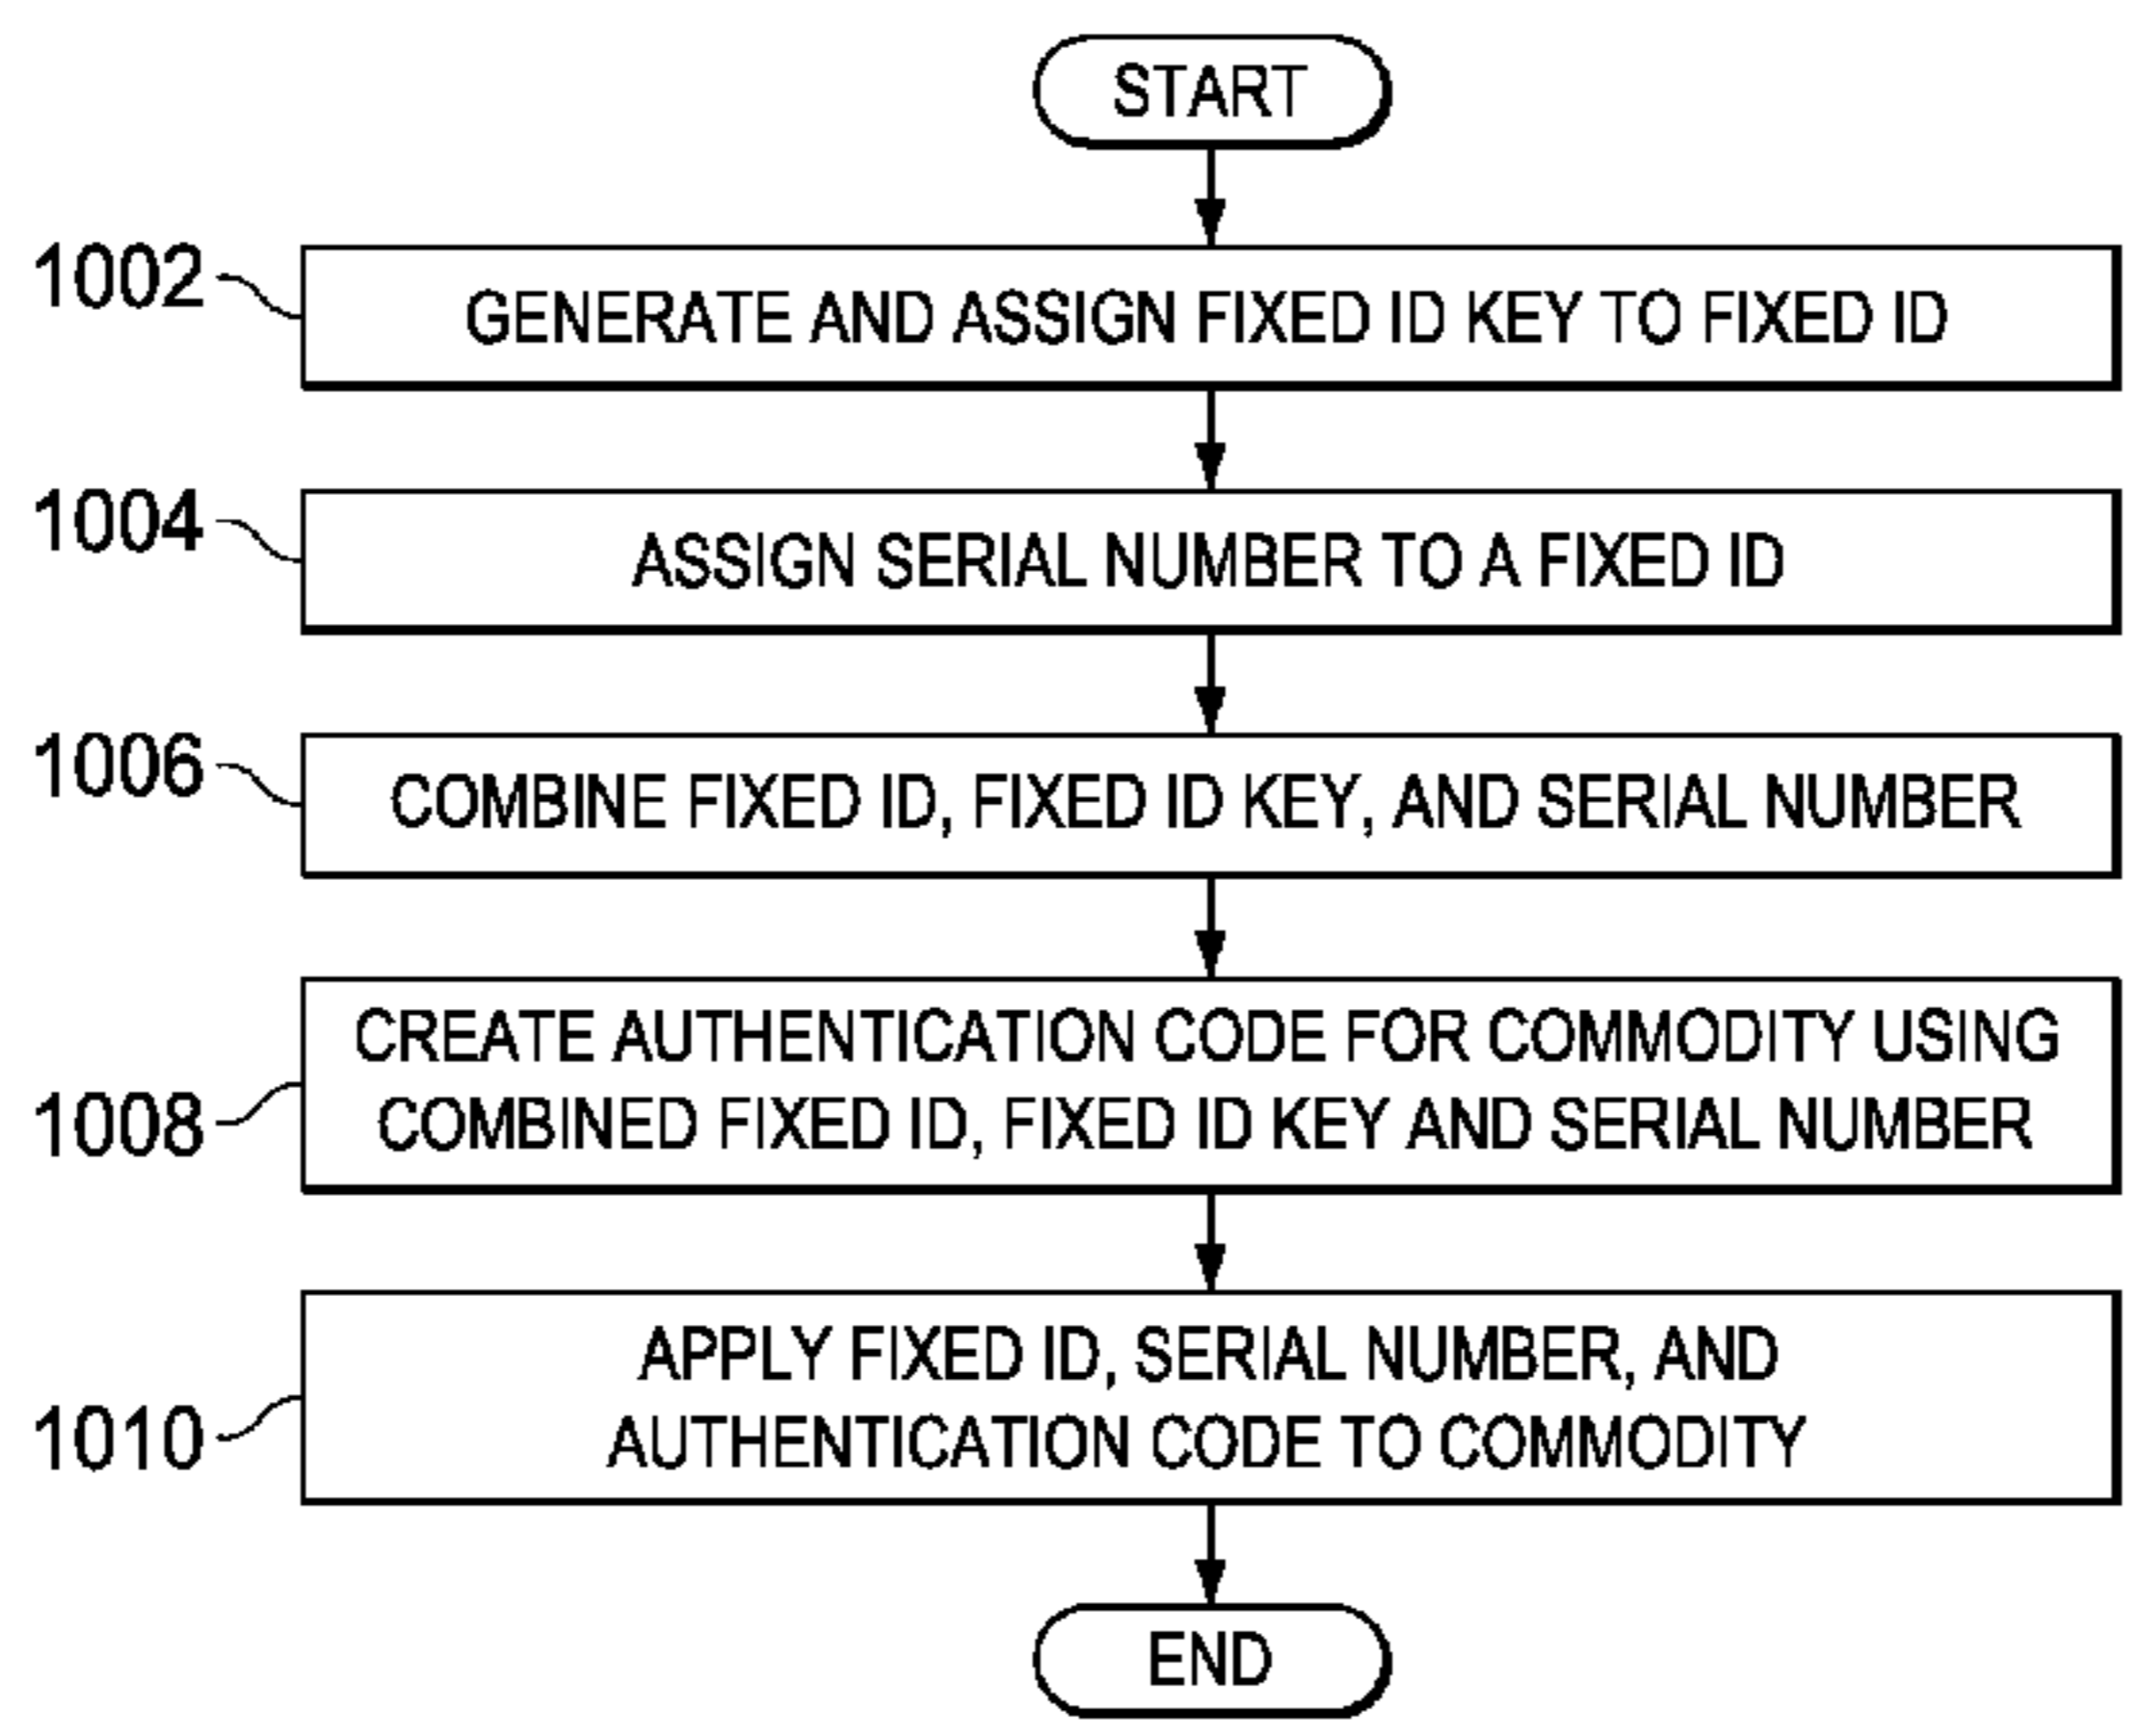 START
1002
GENERATE AND ASSIGN FIXED ID KEY TO FIXED ID
1004
ASSIGN SERIAL NUMBER TO A FIXED ID
1006
COMBINE FIXED ID, FIXED ID KEY, AND SERIAL NUMBER
1008
CREATE AUTHENTICATION CODE FOR COMMODITY USING
COMBINED FIXED ID, FIXED ID KEY AND SERIAL NUMBER
1010
APPLY FIXED ID, SERIAL NUMBER, AND
AUTHENTICATION CODE TO COMMODITY
END